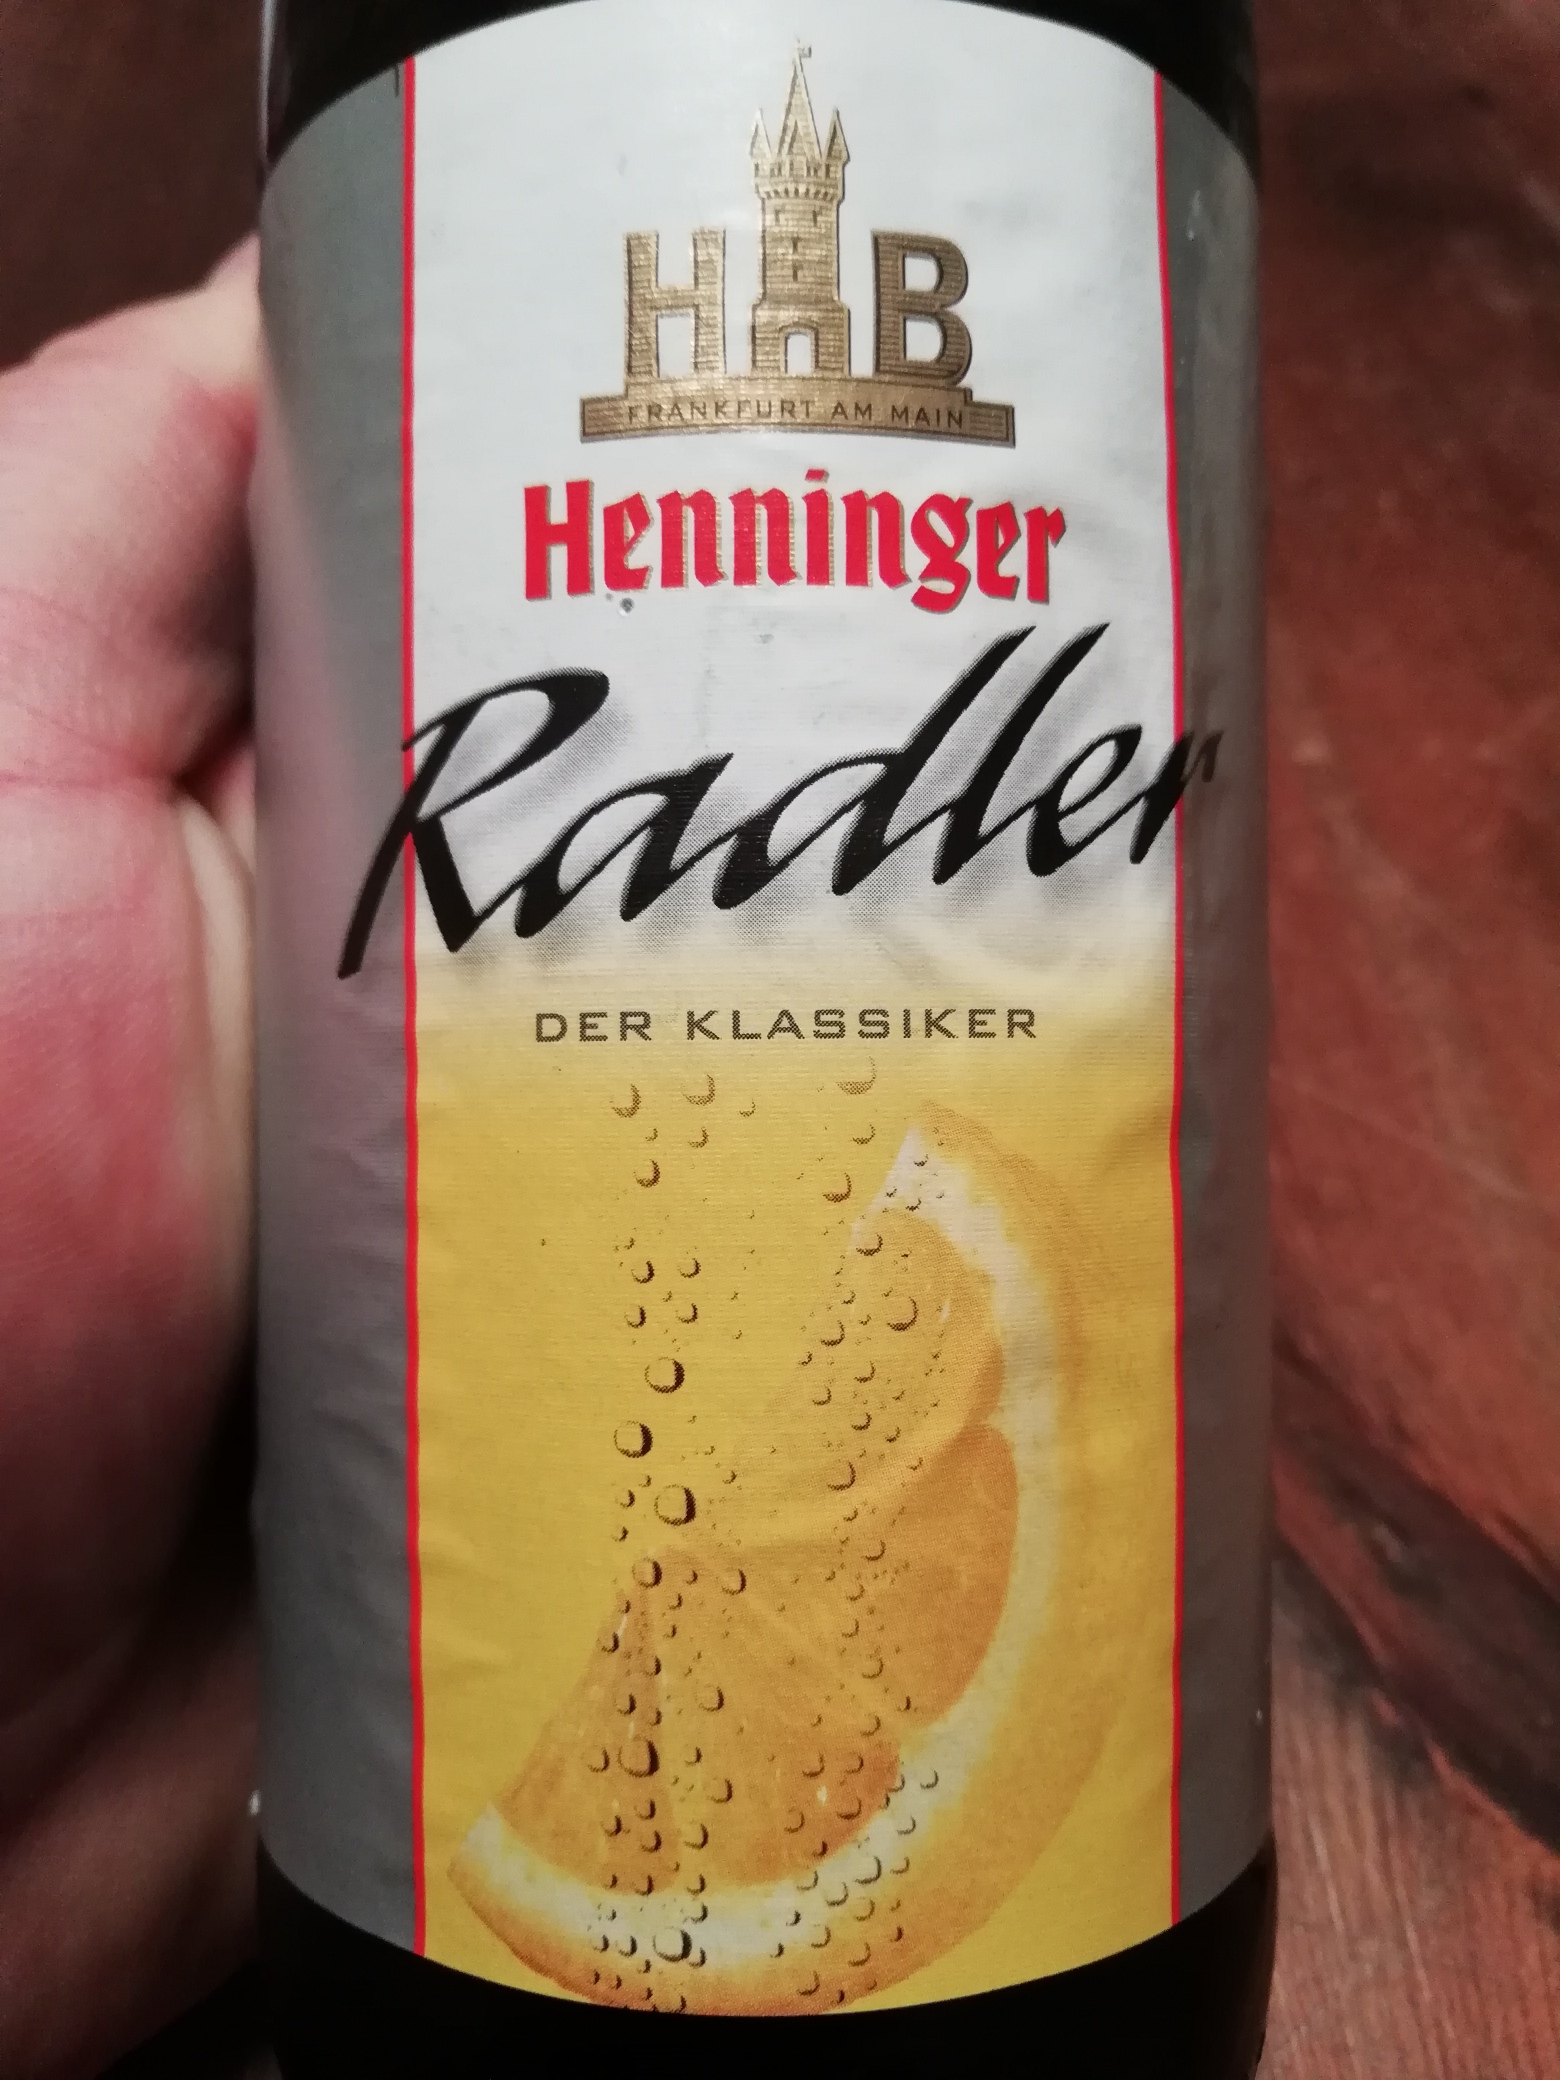 HB
FRANKFURT AM MAIN
Henninger
Radler
DER KLASSIKER